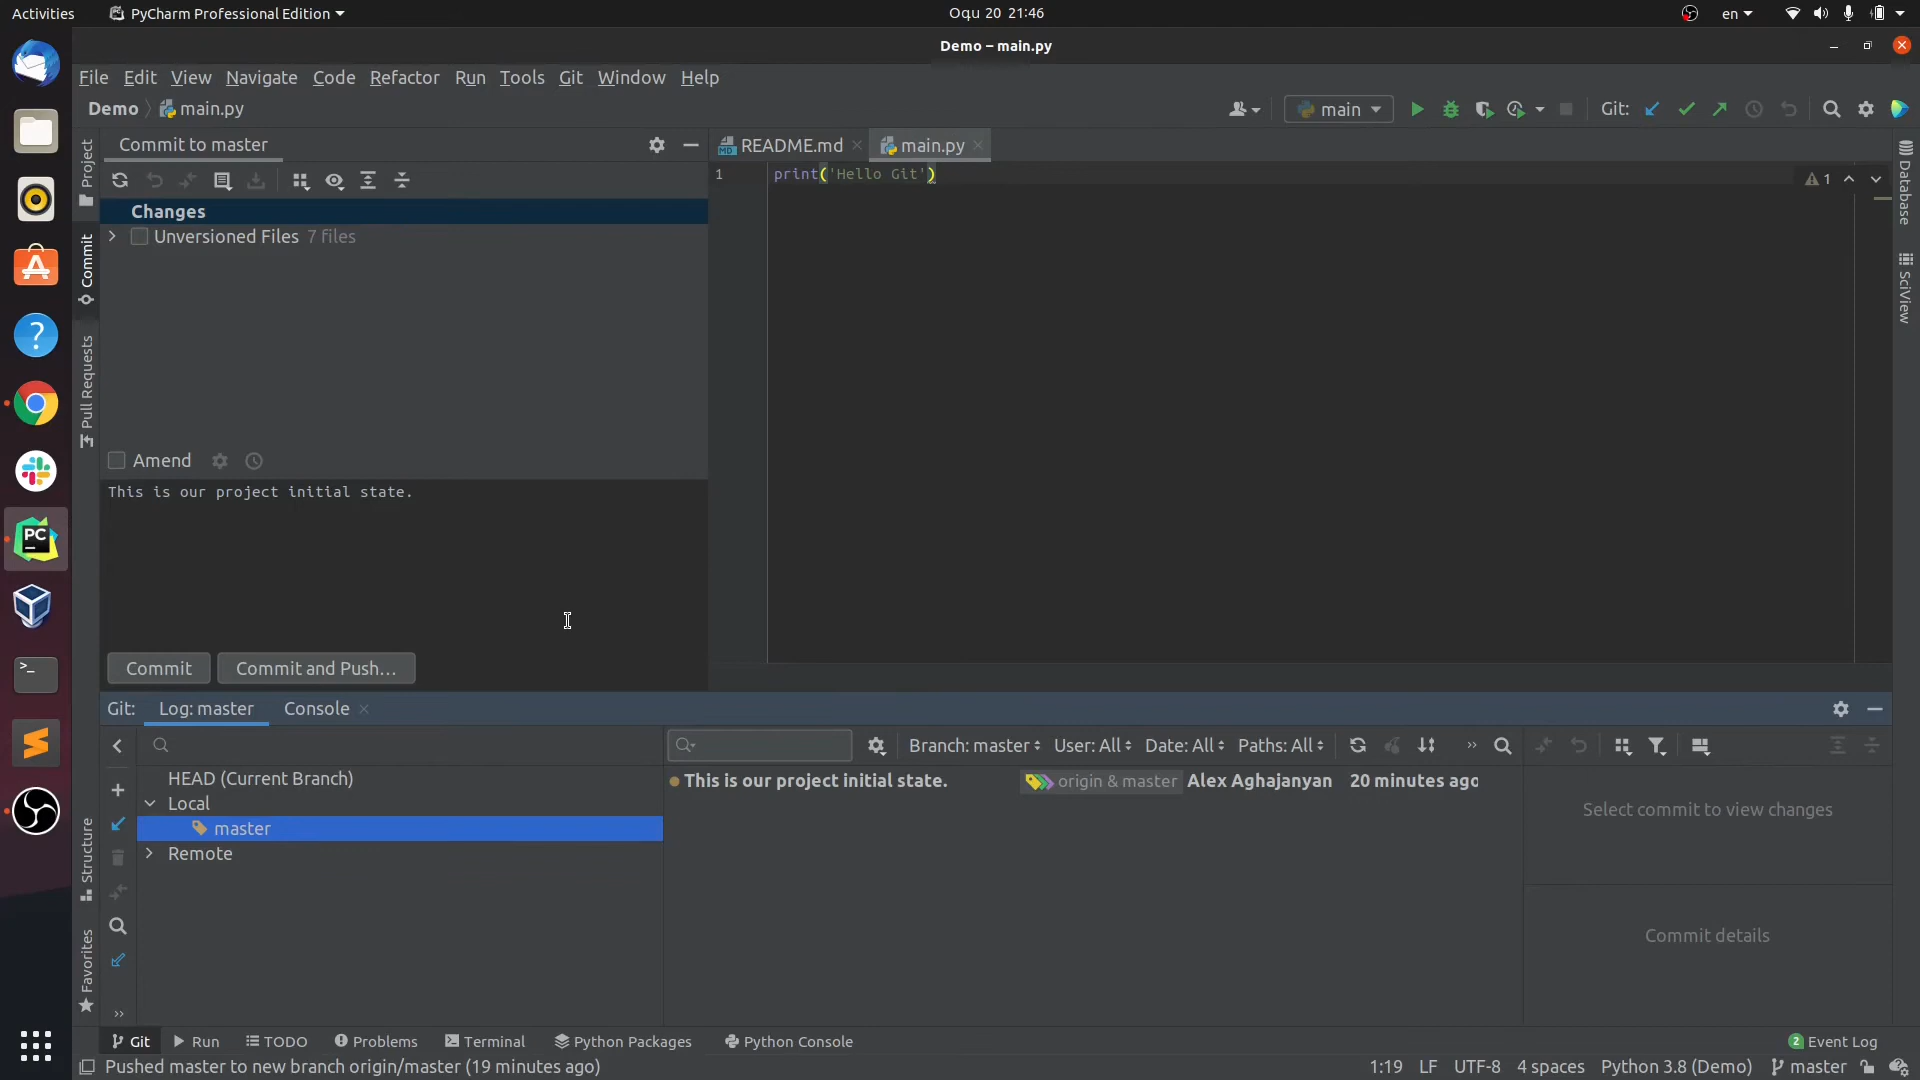 Activities
PyCharm Professional Edition
Օգս 20 21:46
en
Demo – main.py
File Edit View Navigate Code Refactor Run Tools Git Window Help
Demo main.py
main
Git:
Project
Commit
Pull Requests
Structure
Favorites
Commit to master
Changes
Unversioned Files 7 files
Amend
This is our project initial state.
Commit
Commit and Push...
README.md
main.py
1 print('Hello Git')
1
Database
SciView
Git: Log: master Console
Branch: master User: All Date: All Paths: All
HEAD (Current Branch)
Local
master
Remote
This is our project initial state. origin & master Alex Aghajanyan 20 minutes ago
Select commit to view changes
Commit details
Git Run TODO Problems Terminal Python Packages Python Console
2 Event Log
Pushed master to new branch origin/master (19 minutes ago)
1:19 LF UTF-8 4 spaces Python 3.8 (Demo) master
PC
MD